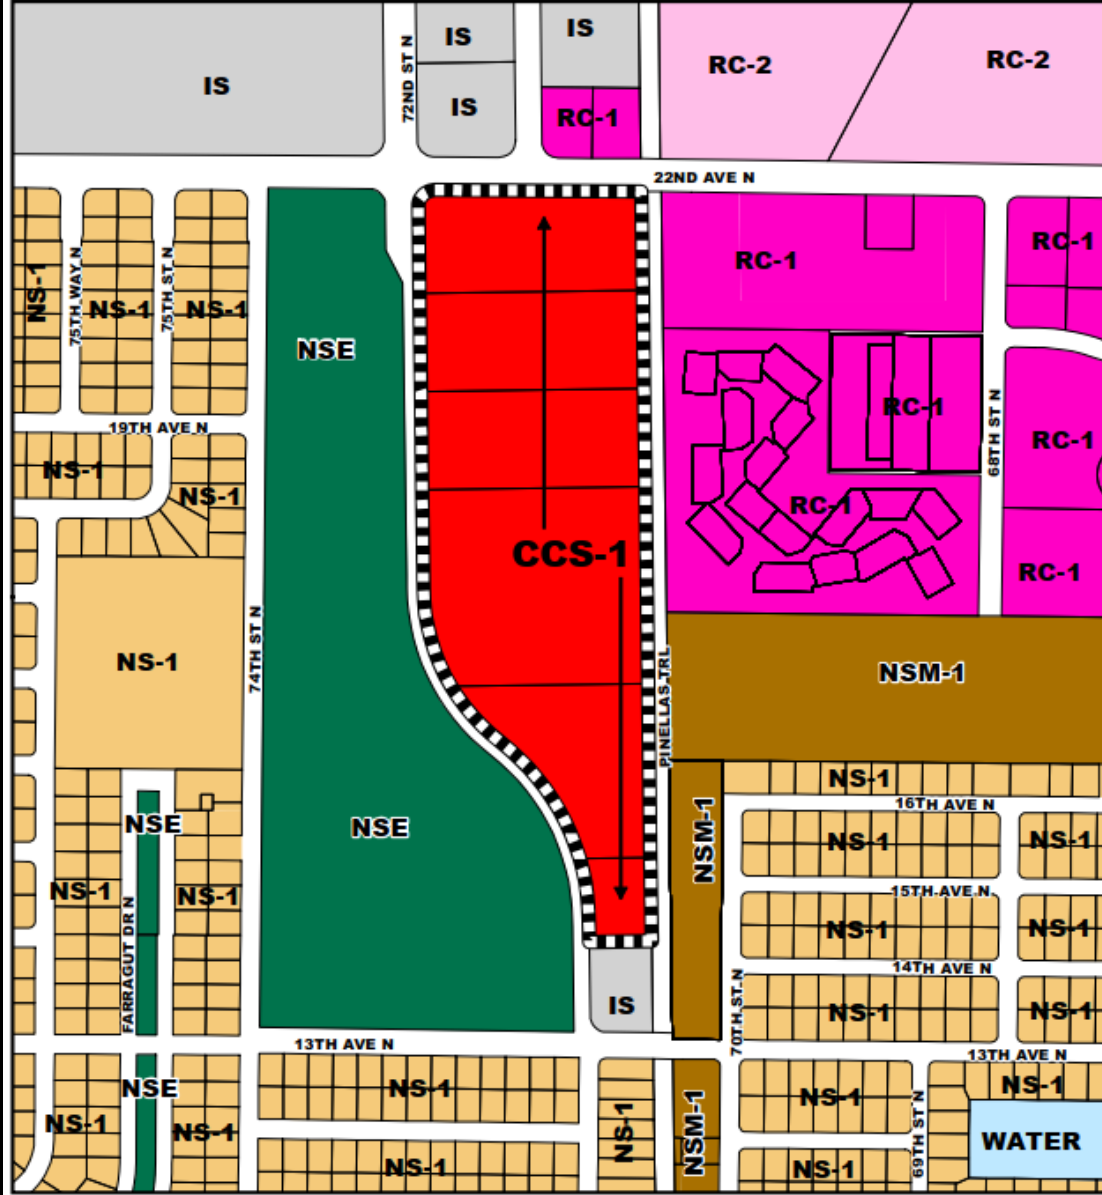 IS
72ND ST N
IS
IS
IS
RC-1
RC-2
RC-2
22ND AVE N
NS-1
75TH WAY N
NS-1
75TH ST N
NS-1
NSE
RC-1
RC-1
19TH AVE N
NS-1
NS-1
RC-1
RC-1
68TH ST N
RC-1
RC-1
CCS-1
NS-1
74TH ST N
PINELLAS TRL
NSM-1
NSE
NS-1
FARRAGUT DR N
NS-1
NSE
NSM-1
NS-1
16TH AVE N
NS-1
NS-1
15TH AVE N
NS-1
NS-1
14TH AVE N
NS-1
NS-1
IS
70TH ST N
13TH AVE N
13TH AVE N
NSE
NS-1
NS-1
NS-1
NS-1
NS-1
NSM-1
NS-1
NS-1
69TH ST N
NS-1
WATER